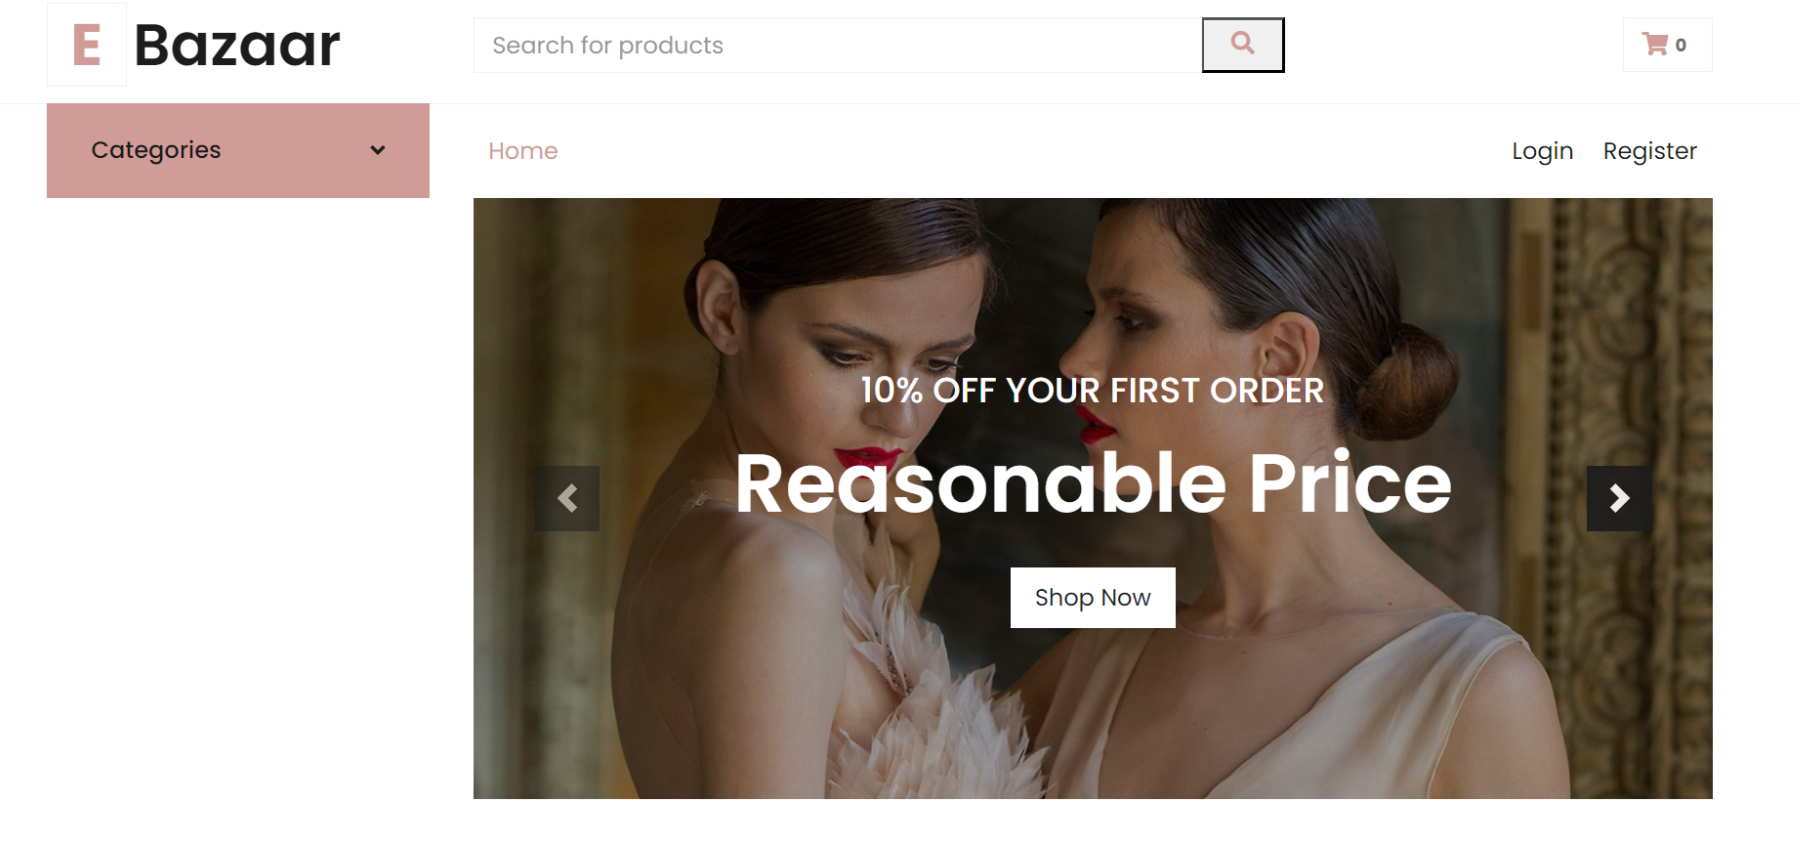 E Bazaar
Search for products
0
Categories
Home
Login
Register
10% OFF YOUR FIRST ORDER
Reasonable Price
Shop Now